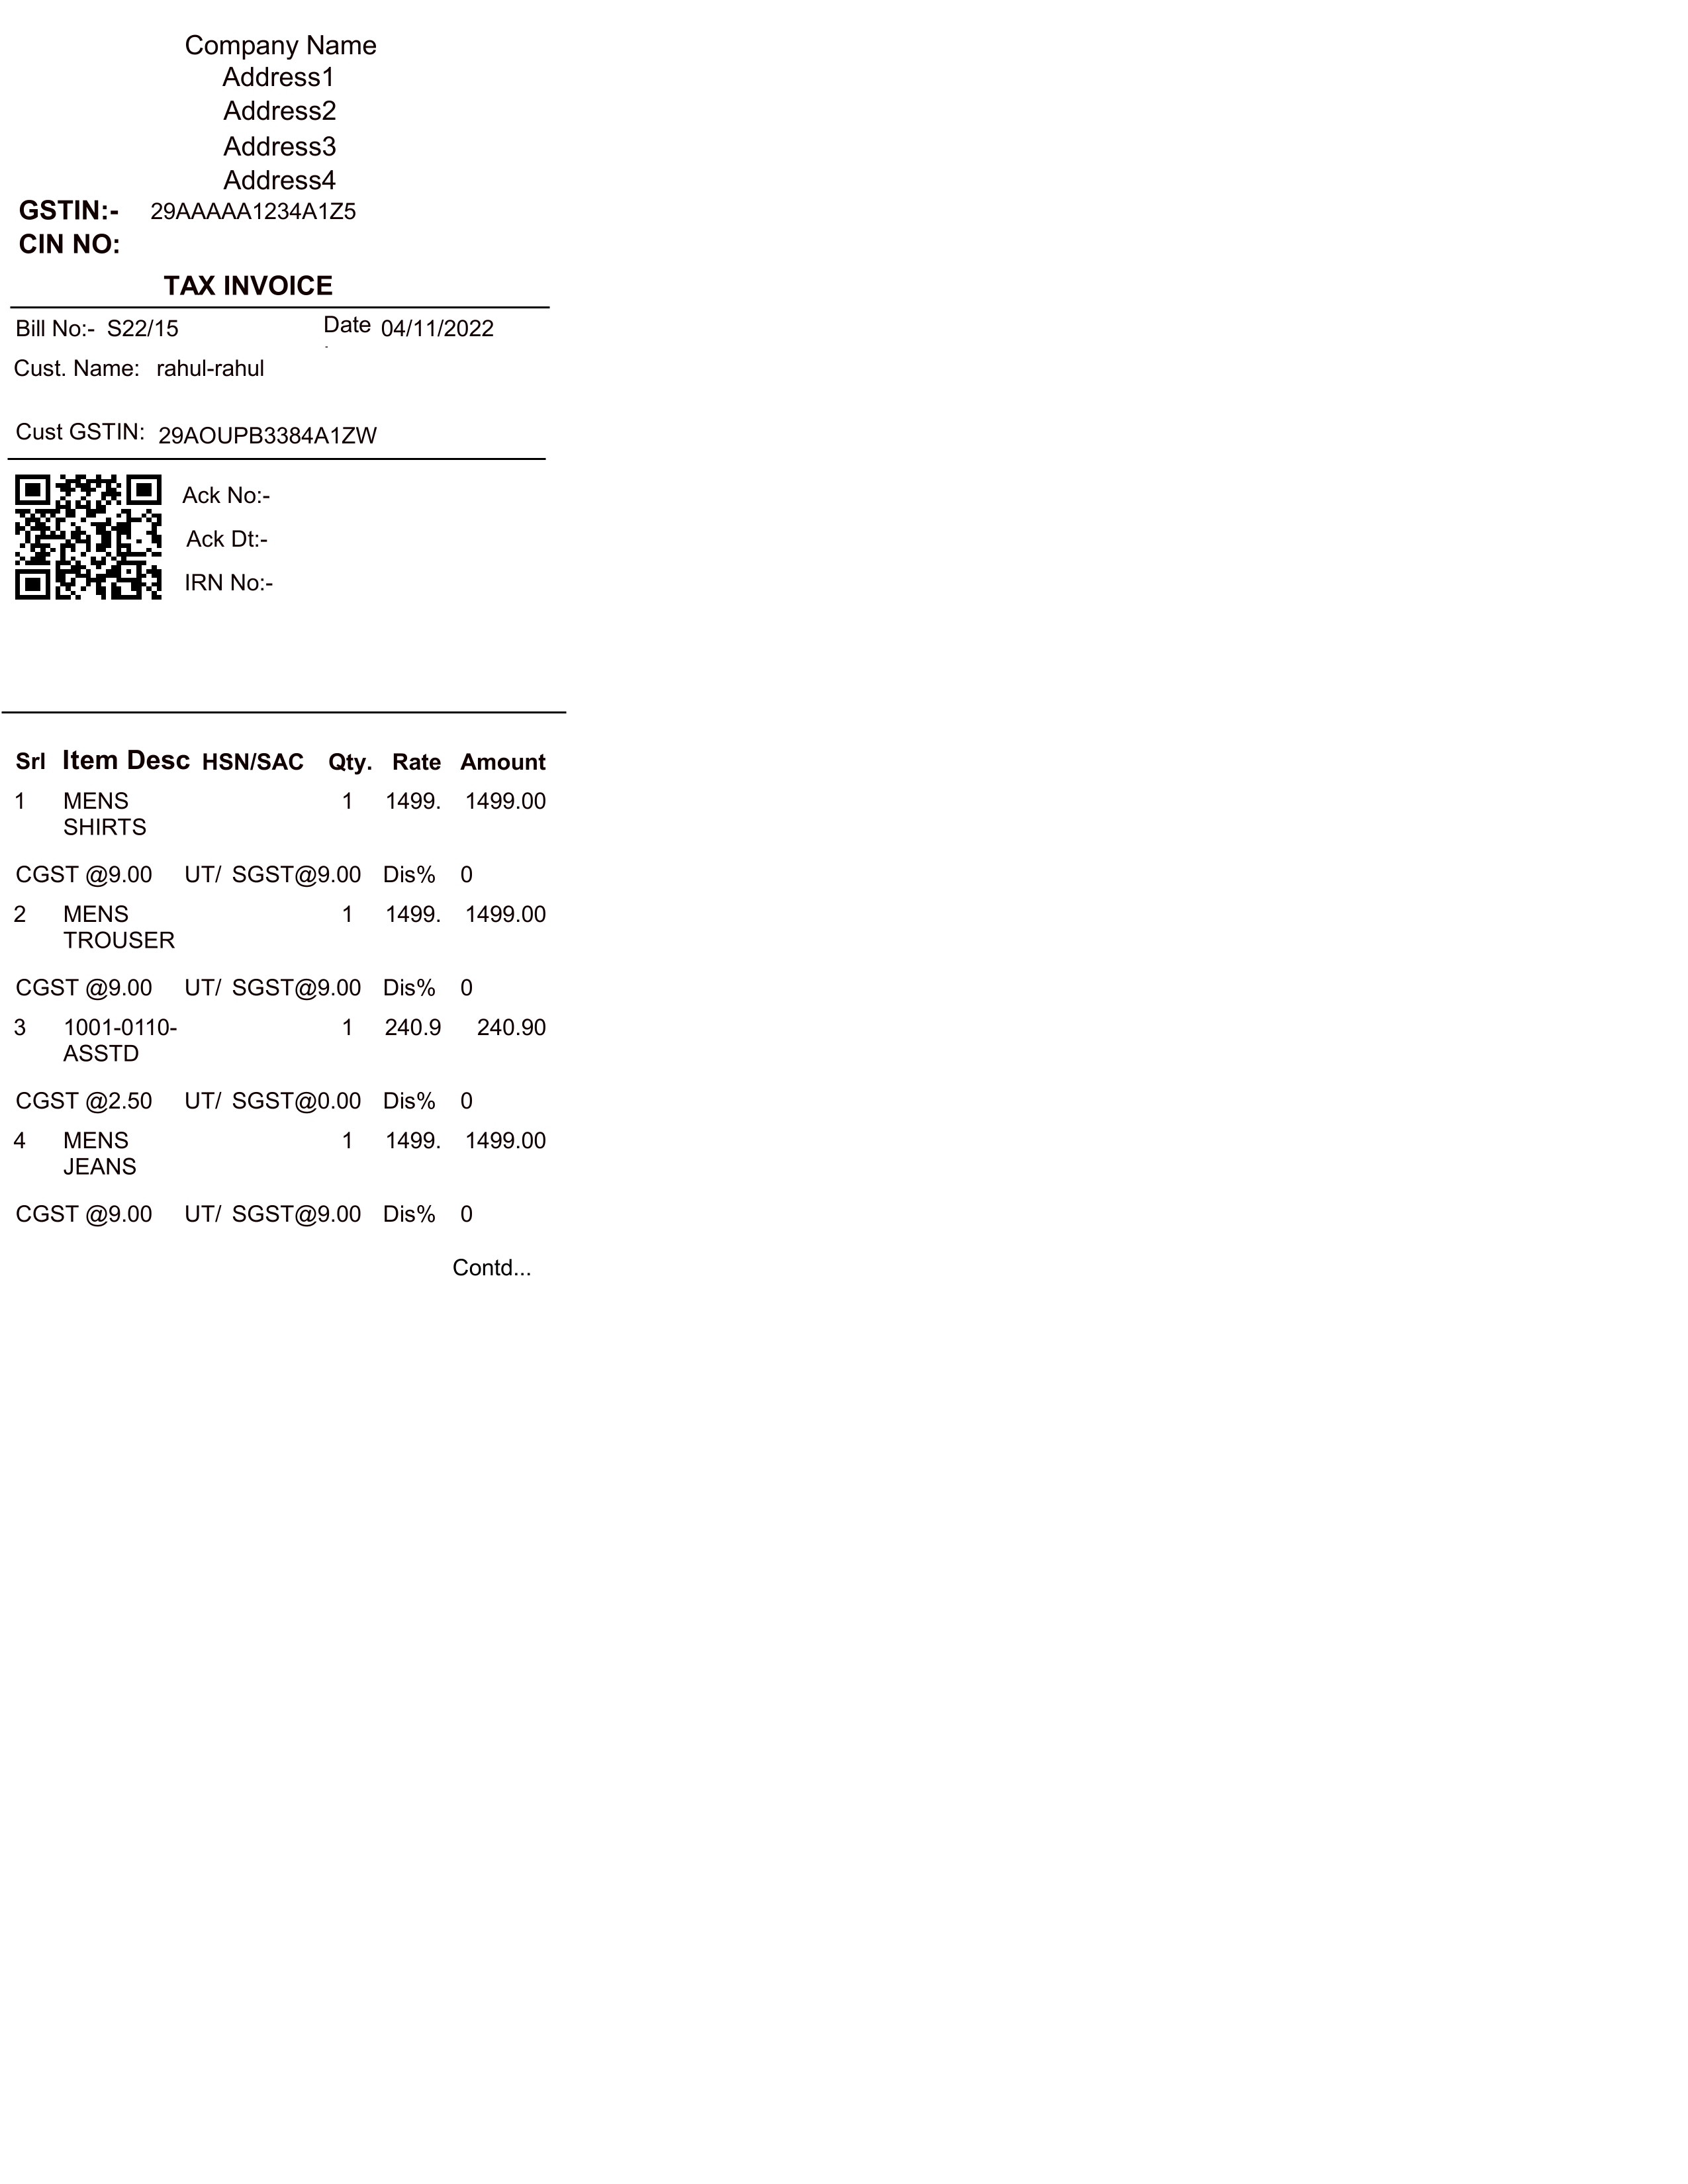 Company Name
Address1
Address2
Address3
Address4
GSTIN:- 29AAAAA1234A1Z5
CIN NO:
TAX INVOICE
Bill No:- S22/15 Date 04/11/2022
Cust. Name: rahul-rahul
Cust GSTIN: 29AOUPB3384A1ZW
Ack No:-
Ack Dt:-
IRN No:-
Srl Item Desc HSN/SAC Qty. Rate Amount
1 MENS 1 1499. 1499.00
SHIRTS
CGST @9.00 UT/ SGST@9.00 Dis% 0
2 MENS 1 1499. 1499.00
TROUSER
CGST @9.00 UT/ SGST@9.00 Dis% 0
3 1001-0110- 1 240.9 240.90
ASSTD
CGST @2.50 UT/ SGST@0.00 Dis% 0
4 MENS 1 1499. 1499.00
JEANS
CGST @9.00 UT/ SGST@9.00 Dis% 0
Contd...